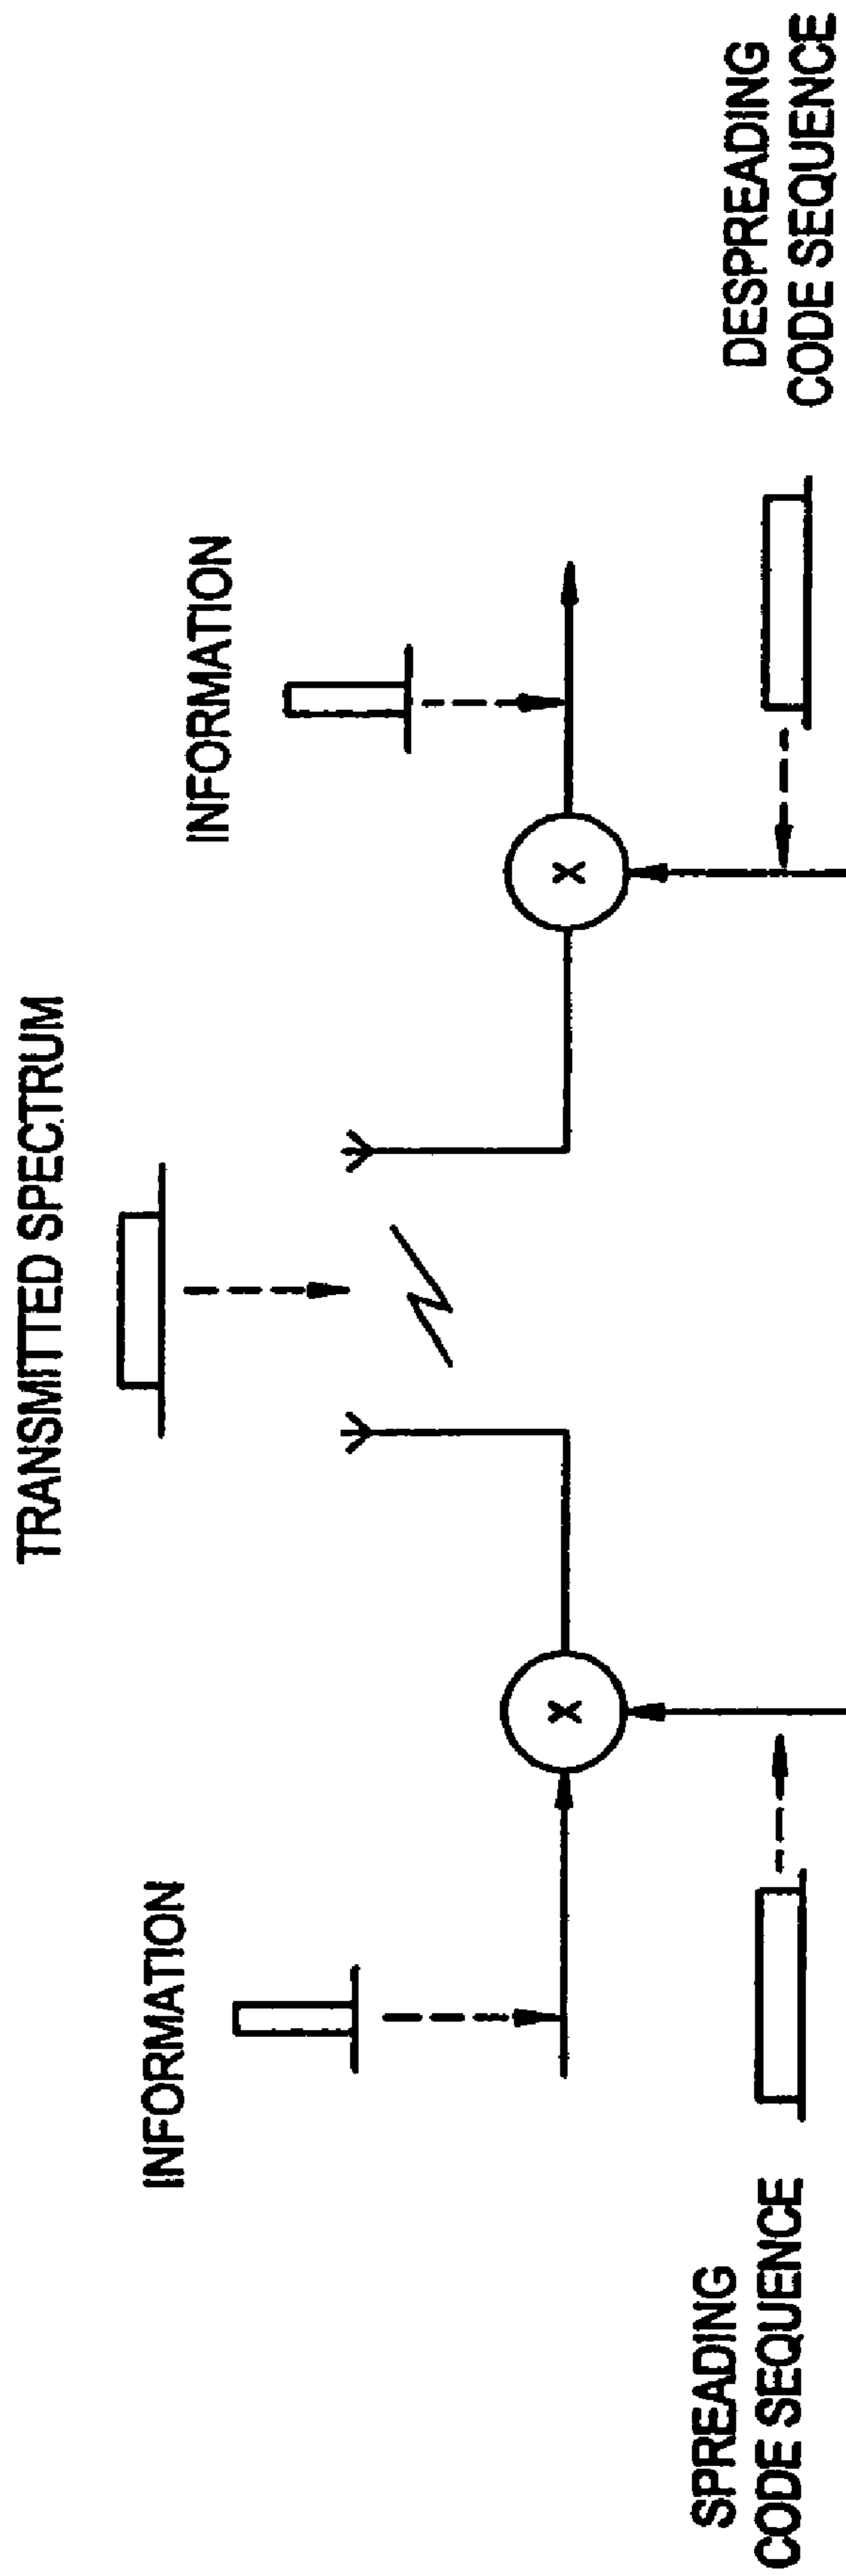 TRANSMITTED SPECTRUM
INFORMATION
INFORMATION
X
X
SPREADING
CODE SEQUENCE
DESPREADING
CODE SEQUENCE